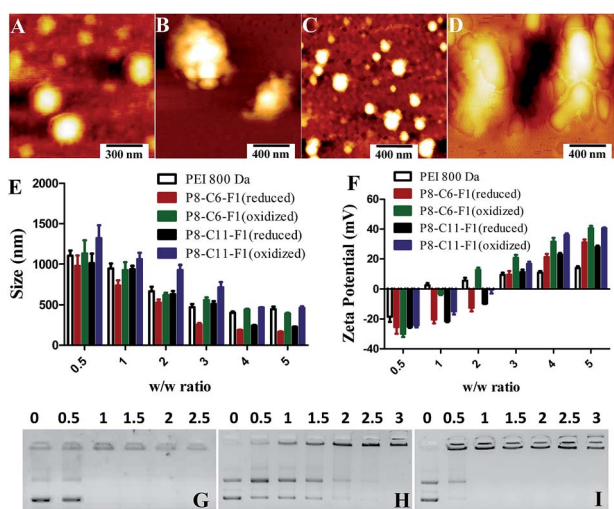 A B C D
300 nm 400 nm 400 nm 400 nm
E
2000
1500
1000
500
0
Size (nm)
PEI 800 Da
P8-C6-F1(reduced)
P8-C6-F1(oxidized)
P8-C11-F1(reduced)
P8-C11-F1(oxidized)
0.5 1 2 3 4 5
w/w ratio
F
60
40
20
0
-20
-40
Zeta Potential (mV)
PEI 800 Da
P8-C6-F1(reduced)
P8-C6-F1(oxidized)
P8-C11-F1(reduced)
P8-C11-F1(oxidized)
0.5 1 2 3 4 5
w/w ratio
0 0.5 1 1.5 2 2.5
G
0 0.5 1 1.5 2 2.5 3
H
0 0.5 1 1.5 2 2.5 3
I